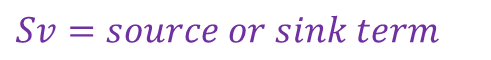 Sv = source or sink term